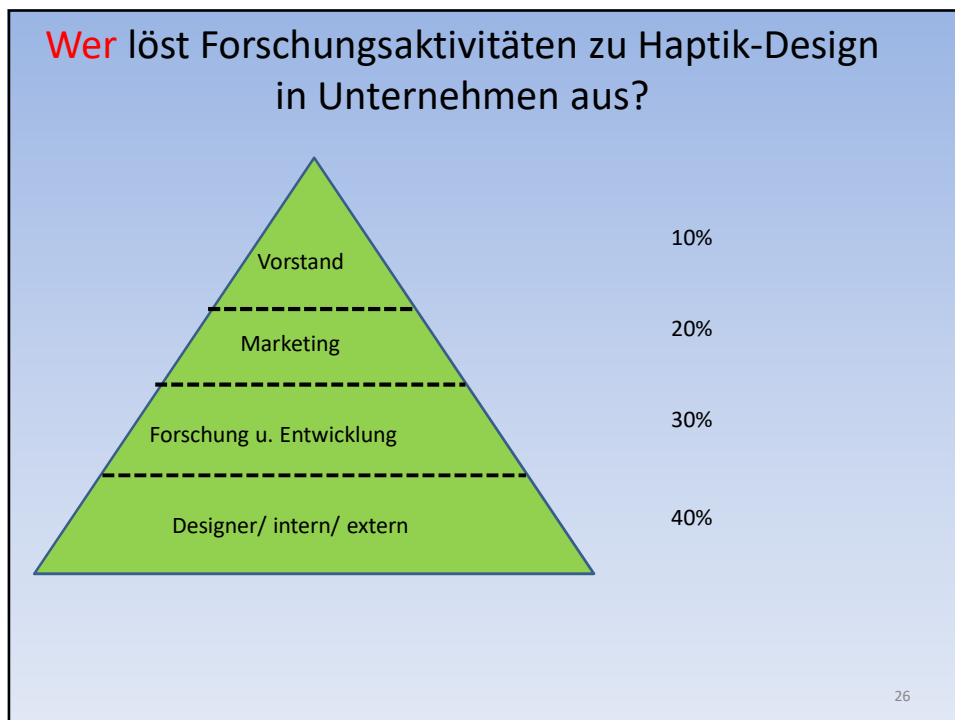 Wer löst Forschungsaktivitäten zu Haptik-Design
in Unternehmen aus?
Vorstand
10%
Marketing
20%
Forschung u. Entwicklung
30%
Designer/ intern/ extern
40%
26